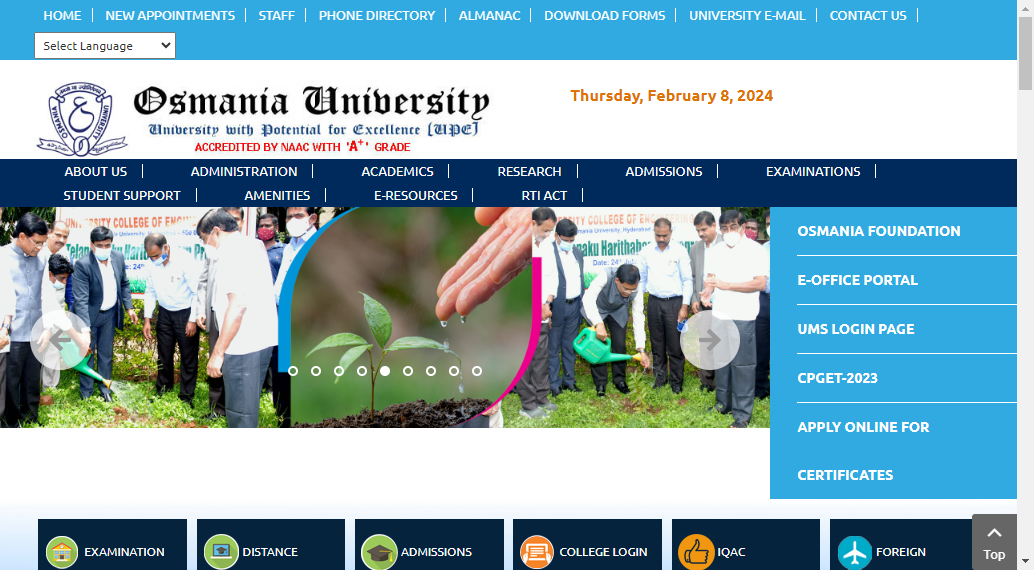 HOME NEW APPOINTMENTS STAFF PHONE DIRECTORY ALMANAC DOWNLOAD FORMS UNIVERSITY E-MAIL CONTACT US
Select Language
Osmania University
University with Potential for Excellence [UPE]
ACCREDITED BY NAAC WITH 'A+' GRADE
Thursday, February 8, 2024
ABOUT US ADMINISTRATION ACADEMICS RESEARCH ADMISSIONS EXAMINATIONS
STUDENT SUPPORT AMENITIES E-RESOURCES RTI ACT
OSMANIA FOUNDATION
E-OFFICE PORTAL
UMS LOGIN PAGE
CPGET-2023
APPLY ONLINE FOR
CERTIFICATES
EXAMINATION DISTANCE ADMISSIONS COLLEGE LOGIN IQAC FOREIGN
Top